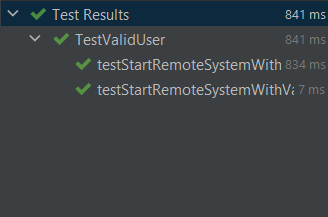 Test Results 841 ms
TestValidUser 841 ms
testStartRemoteSystemWith 834 ms
testStartRemoteSystemWithVa 7 ms